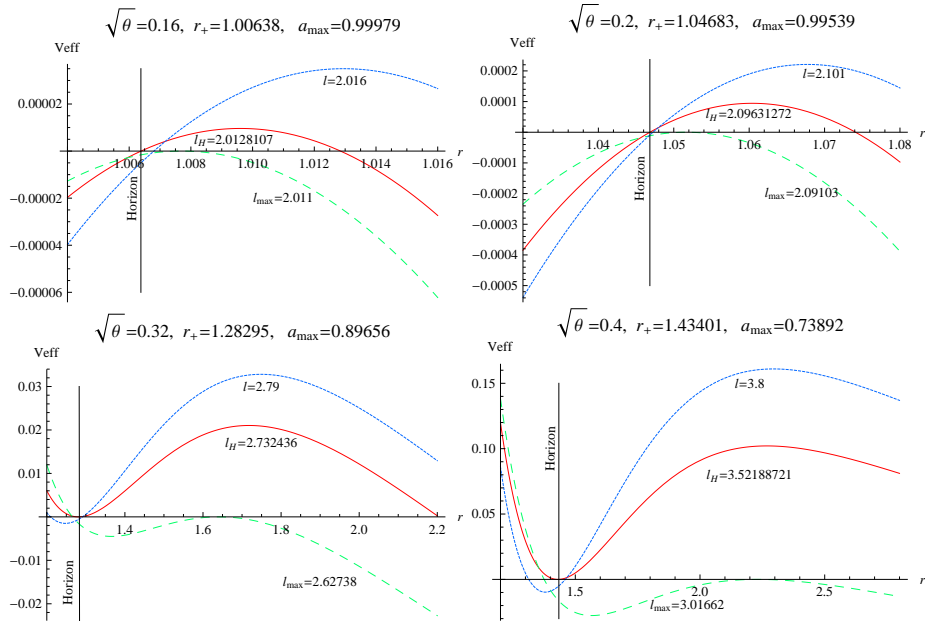 √θ =0.16, r+=1.00638, amax=0.99979
Veff
0.00002
−0.00002
−0.00004
−0.00006
1.006 1.008 1.010 1.012 1.014 1.016 r
l=2.016
lH=2.0128107
lmax=2.011
Horizon
√θ =0.2, r+=1.04683, amax=0.99539
Veff
0.0002
0.0001
−0.0001
−0.0002
−0.0003
−0.0004
−0.0005
1.04 1.05 1.06 1.07 1.08 r
l=2.101
lH=2.09631272
lmax=2.09103
Horizon
√θ =0.32, r+=1.28295, amax=0.89656
Veff
0.03
0.02
0.01
−0.01
−0.02
1.4 1.6 1.8 2.0 2.2 r
l=2.79
lH=2.732436
lmax=2.62738
Horizon
√θ =0.4, r+=1.43401, amax=0.73892
Veff
0.15
0.10
0.05
1.5 2.0 2.5 r
l=3.8
lH=3.52188721
lmax=3.01662
Horizon